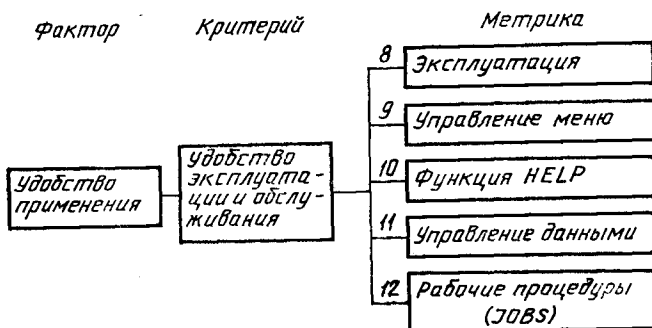 Фактор Критерий Метрика
8 Эксплуатация
9 Управление меню
10 Функция HELP
11 Управление данными
12 Рабочие процедуры
(JOBS)
Удобство
применения
Удобство
эксплуата-
ции и обслу-
живания